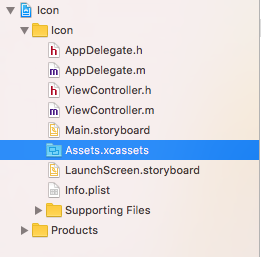 Icon
Icon
AppDelegate.h
AppDelegate.m
ViewController.h
ViewController.m
Main.storyboard
Assets.xcassets
LaunchScreen.storyboard
Info.plist
Supporting Files
Products